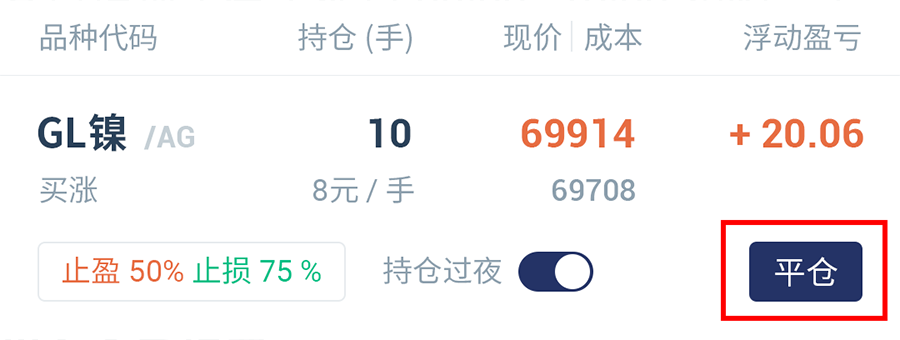 品种代码 持仓 (手) 现价 成本 浮动盈亏
GL镍 /AG 10 69914 + 20.06
买涨 8元 / 手 69708
止盈 50% 止损 75 % 持仓过夜 平仓